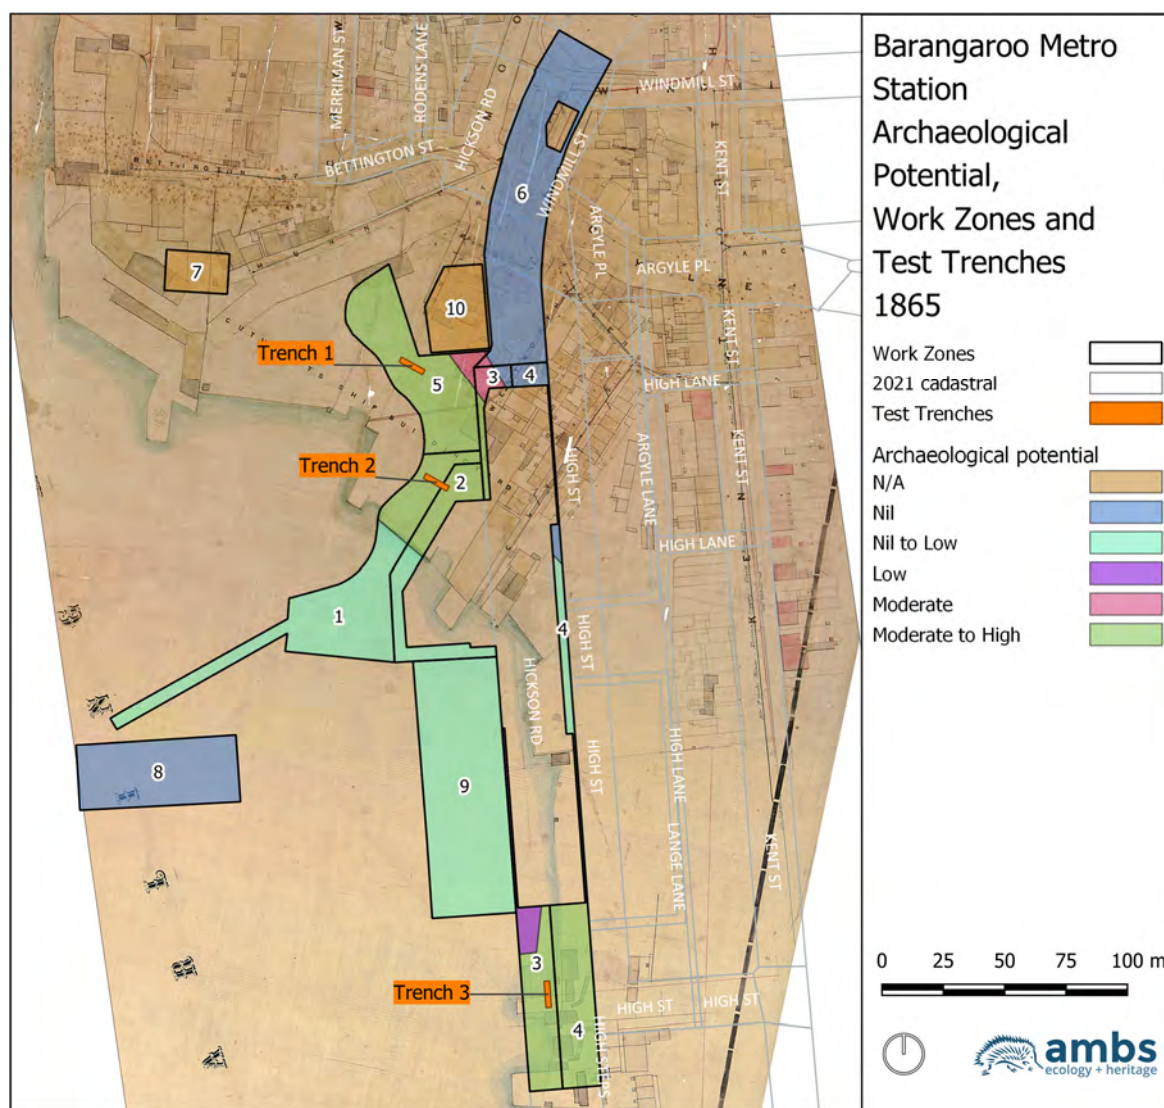 Barangaroo Metro
Station
Archaeological
Potential,
Work Zones and
Test Trenches
1865
Work Zones
2021 cadastral
Test Trenches
Archaeological potential
N/A
Nil
Nil to Low
Low
Moderate
Moderate to High
0 25 50 75 100 m
ambs
ecology + heritage
MERRIMAN ST
RODENS LANE
HICKSON RD
BETTINGTON ST
WINDMILL ST
WINDMILL ST
KENT ST
ARGYLE PL
ARGYLE PL
6
7
10
Trench 1
5
3
4
KENT ST
HIGH LANE
Trench 2
2
HIGH ST
ARGYLE LANE
KENT ST
HIGH LANE
1
4
HIGH ST
HICKSON RD
8
9
HIGH ST
HIGH LANE
LANGE LANE
KENT ST
3
Trench 3
4
HIGH ST
HIGH ST
HIGH STEPS